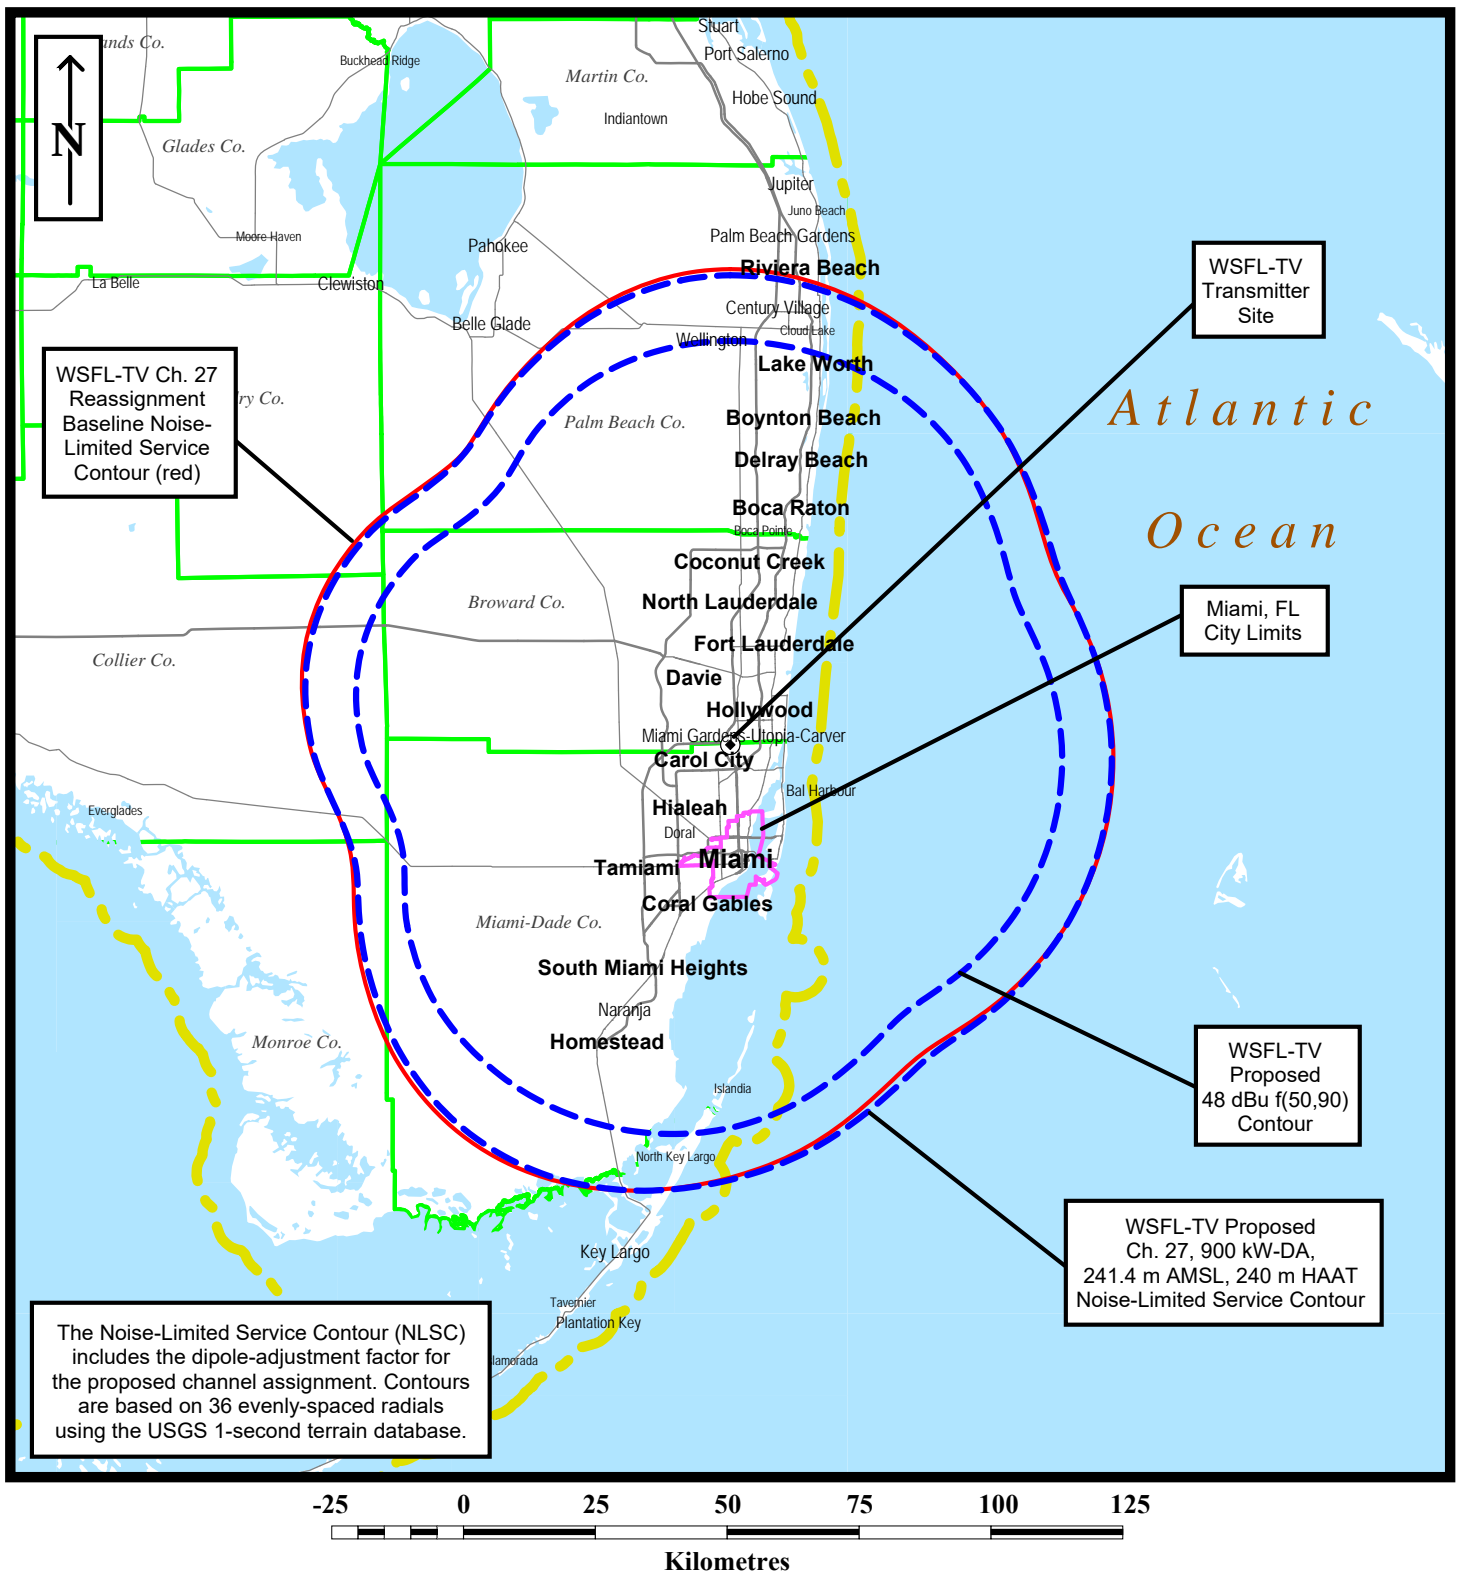 Stuart
ands Co.
Port Salerno
Buckhead Ridge
Martin Co.
Hobe Sound
Indiantown
N
Glades Co.
Jupiter
Juno Beach
Moore Haven
Palm Beach Gardens
Pahokee
Riviera Beach
WSFL-TV
Transmitter
Site
La Belle
Clewiston
Century Village
Belle Glade
Cloud Lake
Wellington
Lake Worth
WSFL-TV Ch. 27
Reassignment
Baseline Noise-
Limited Service
Contour (red)
ry Co.
Palm Beach Co.
Boynton Beach
Atlantic
Delray Beach
Boca Raton
Boca Pointe
Ocean
Coconut Creek
Broward Co.
North Lauderdale
Miami, FL
City Limits
Fort Lauderdale
Collier Co.
Davie
Hollywood
Miami Gardens-Utopia-Carver
Carol City
Bal Harbour
Everglades
Hialeah
Doral
Miami
Tamiami
Coral Gables
Miami-Dade Co.
South Miami Heights
Naranja
Monroe Co.
Homestead
WSFL-TV
Proposed
48 dBu f(50,90)
Contour
Islandia
North Key Largo
WSFL-TV Proposed
Ch. 27, 900 kW-DA,
241.4 m AMSL, 240 m HAAT
Noise-Limited Service Contour
Key Largo
Tavernier
Plantation Key
lamorada
The Noise-Limited Service Contour (NLSC)
includes the dipole-adjustment factor for
the proposed channel assignment. Contours
are based on 36 evenly-spaced radials
using the USGS 1-second terrain database.
-25 0 25 50 75 100 125
Kilometres